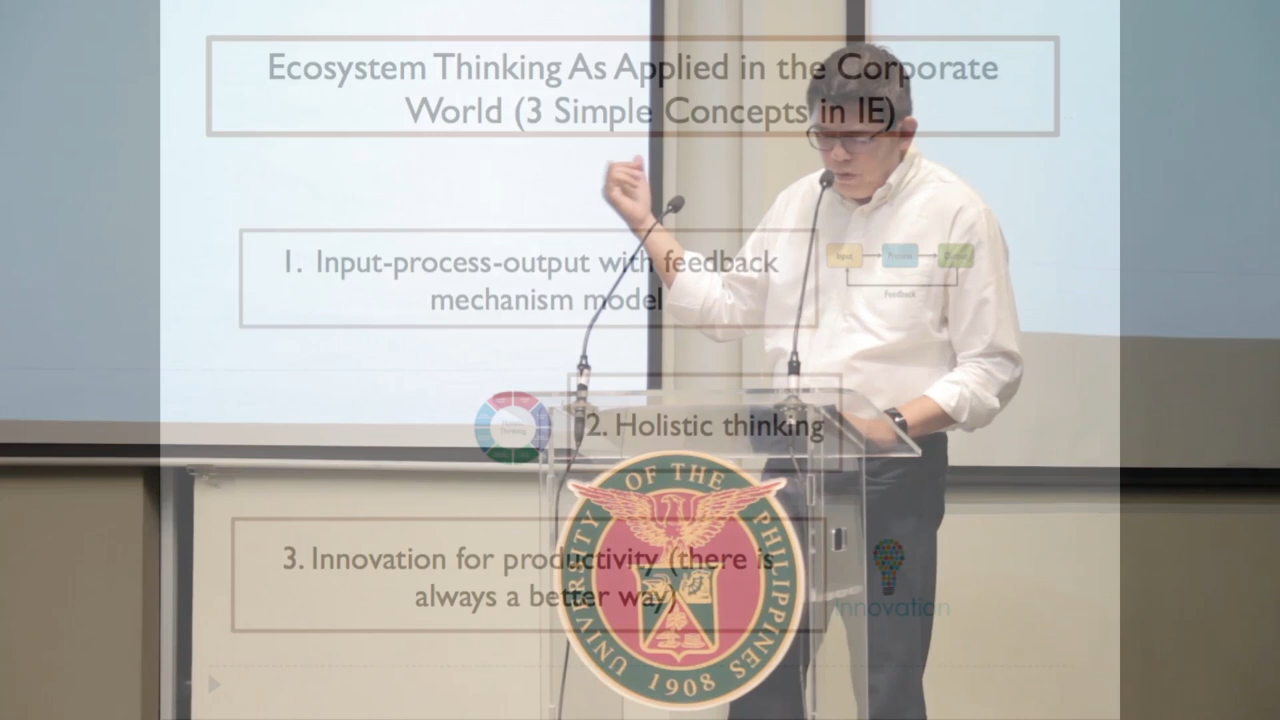 Ecosystem Thinking As Applied in the Corporate
World (3 Simple Concepts in IE)
1. Input-process-output with feedback
mechanism model
Input
Process
Output
Feedback
2. Holistic thinking
3. Innovation for productivity (there is
always a better way)
innovation
UNIVERSITY OF THE PHILIPPINES
1908